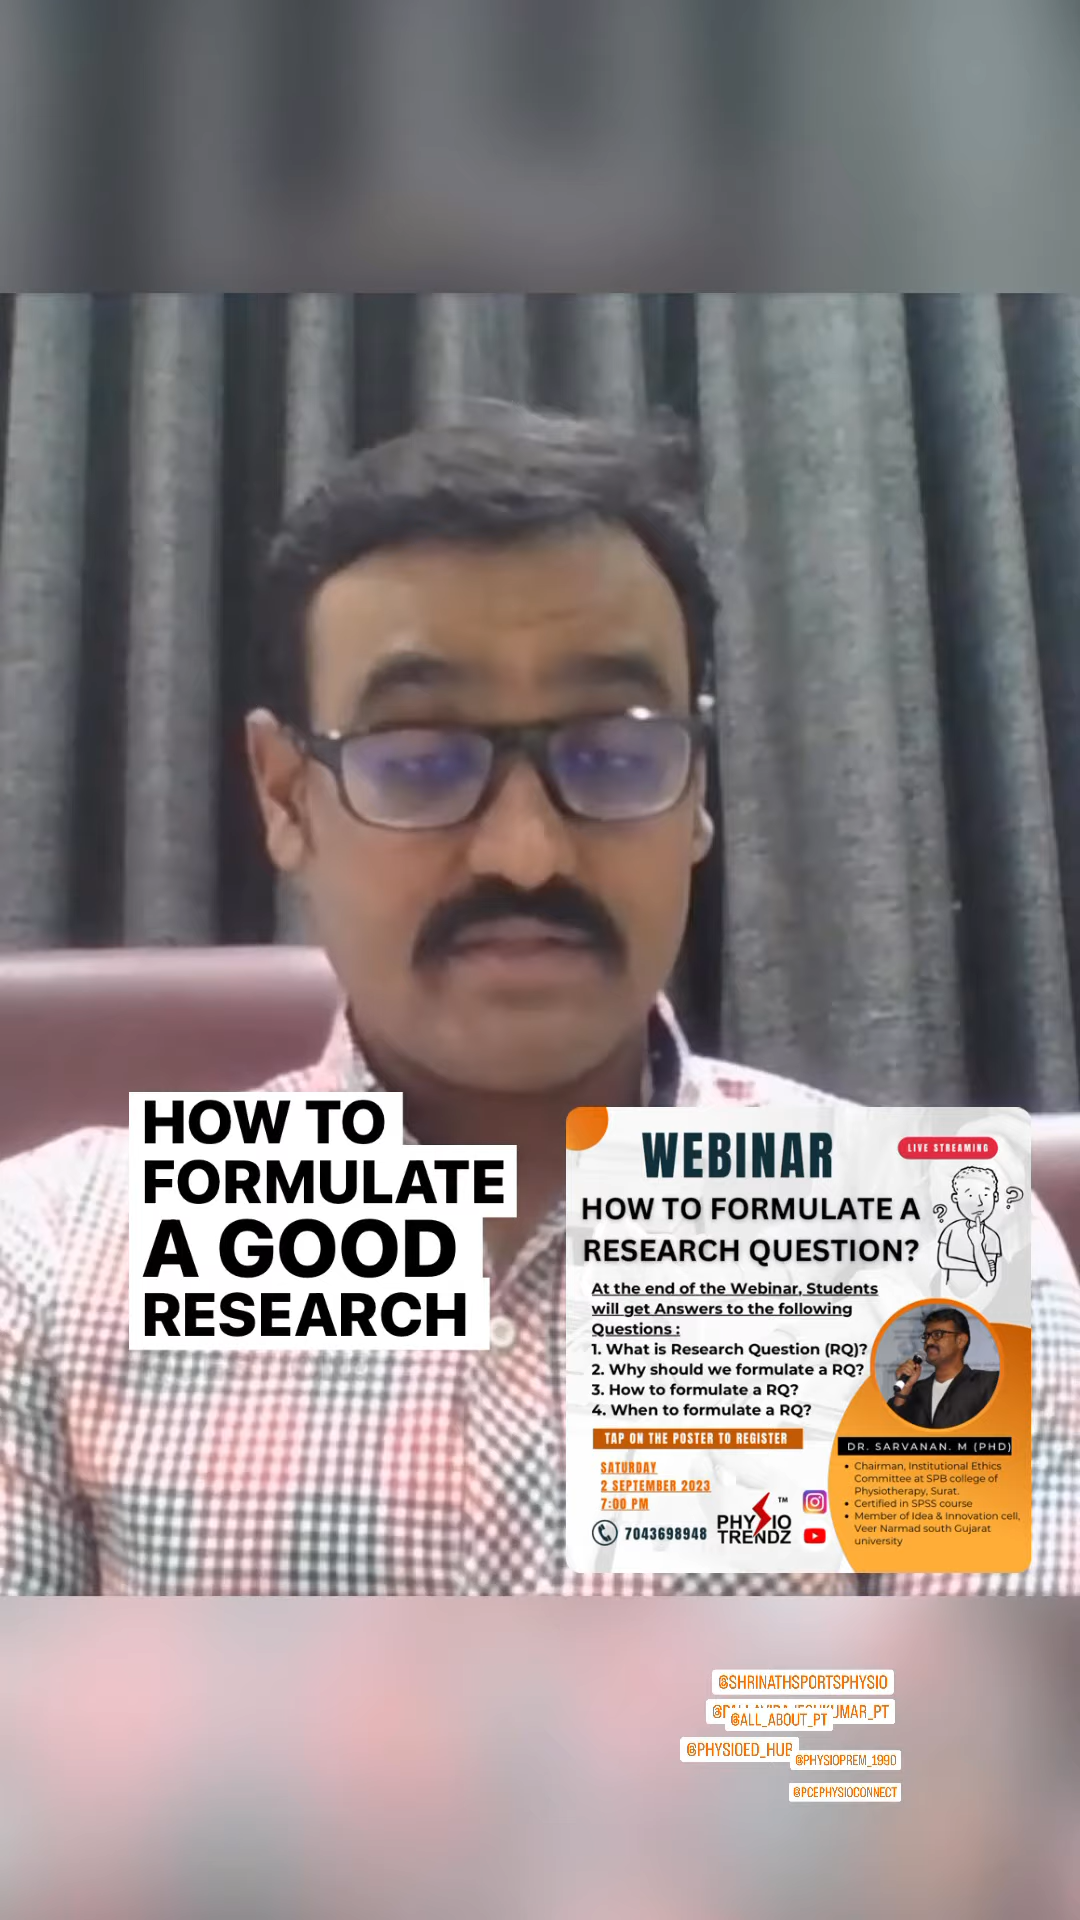 HOW TO
FORMULATE
A GOOD
RESEARCH
WEBINAR
LIVE STREAMING
HOW TO FORMULATE A
RESEARCH QUESTION?
At the end of the Webinar, Students
will get Answers to the following
Questions :
1. What is Research Question (RQ)?
2. Why should we formulate a RQ?
3. How to formulate a RQ?
4. When to formulate a RQ?
TAP ON THE POSTER TO REGISTER
SATURDAY
2 SEPTEMBER 2023
7:00 PM
7043698948
PHYSIO
TRENDZ
TM
DR. SARVANAN. M (PHD)
• Chairman, Institutional Ethics
Committee at SPB college of
Physiotherapy, Surat.
• Certified in SPSS course
• Member of Idea & Innovation cell,
Veer Narmad south Gujarat
university
@SHRINATHSPORTSPHYSIO
@ALL_ABOUT_PT
@PHYSIOED_HUB
@PHYSIOPREM_1990
@PCEPHYSIOCONNECT